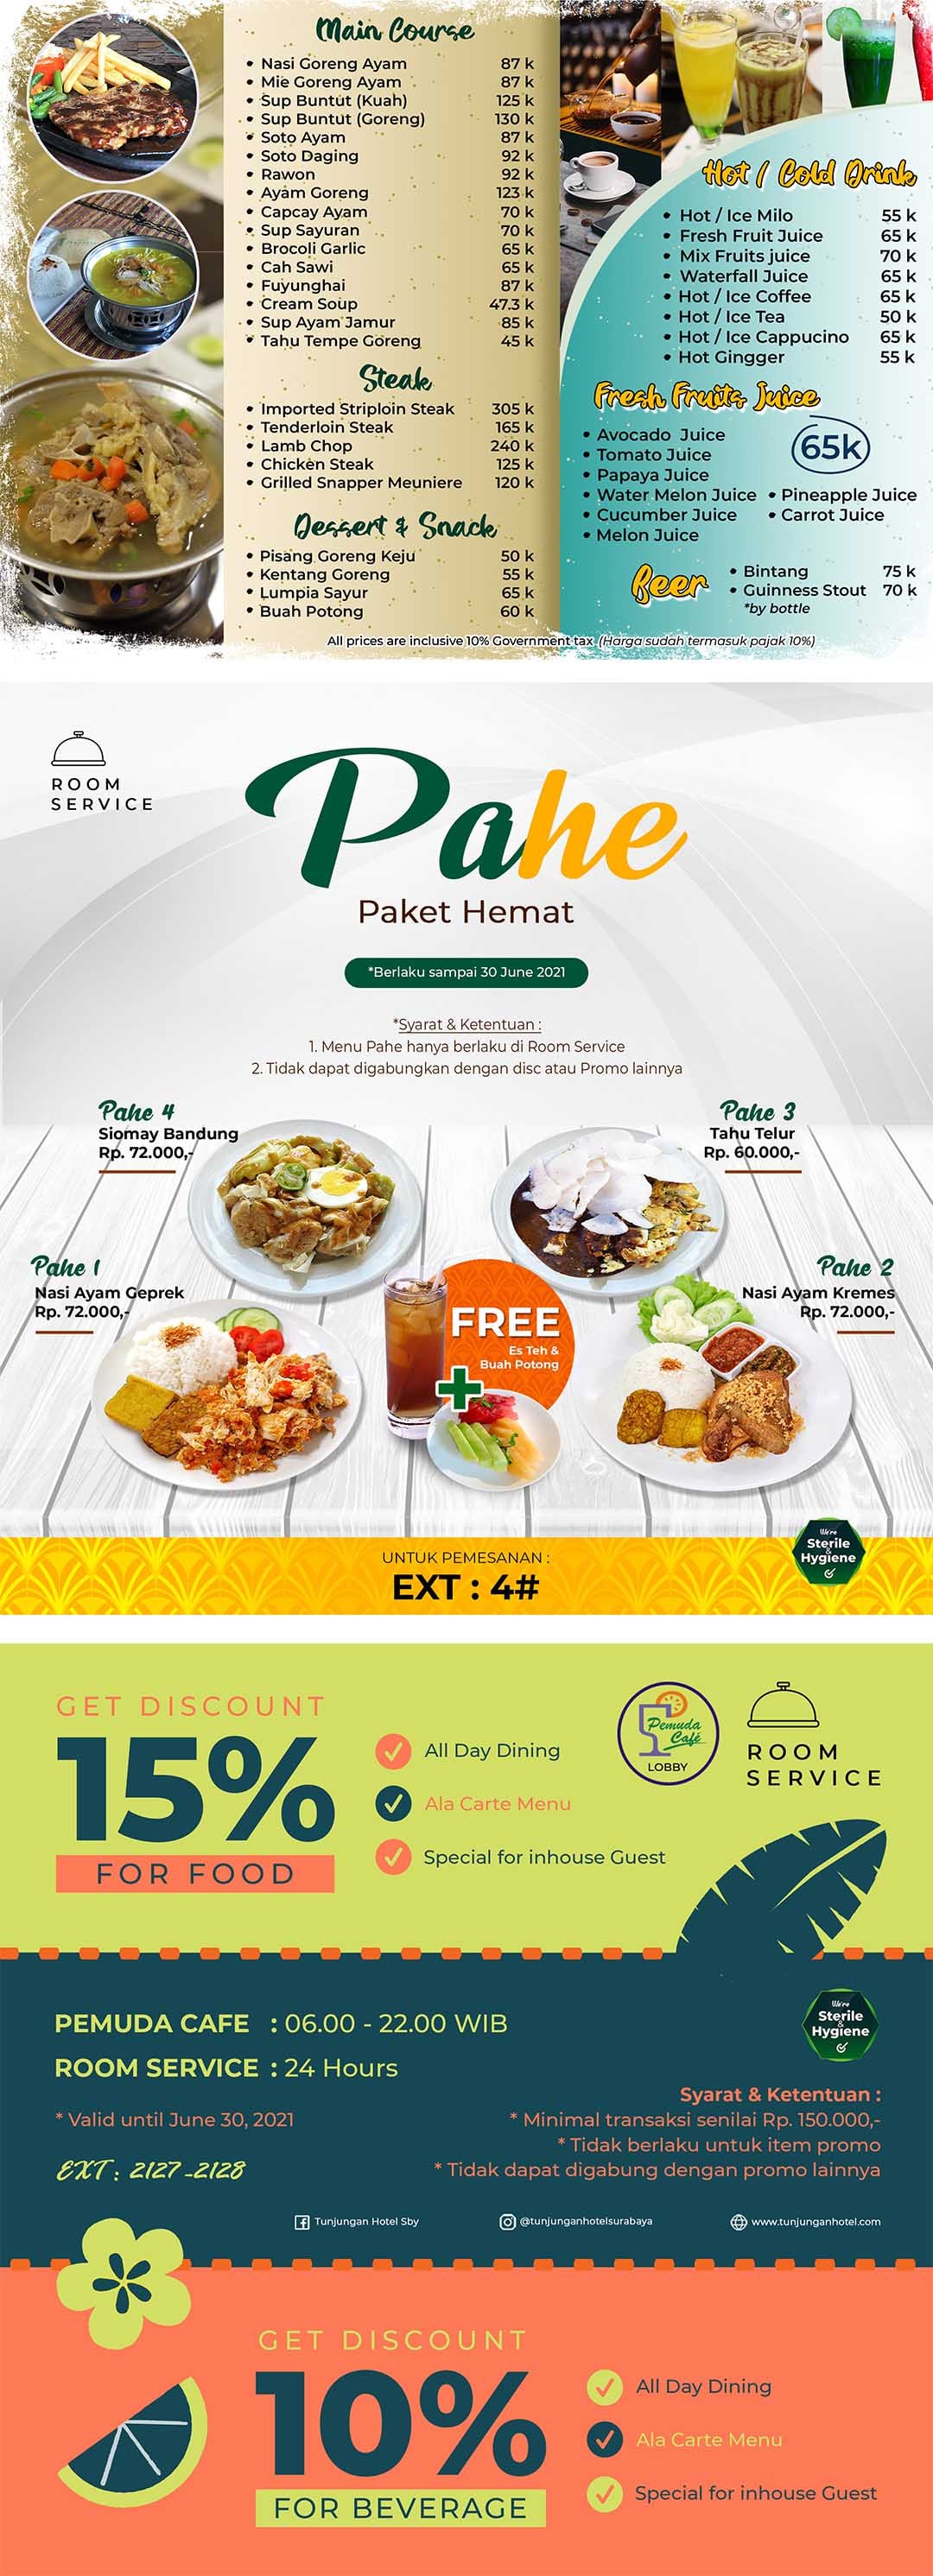 Main Course
• Nasi Goreng Ayam 87 k
• Mie Goreng Ayam 87 k
• Sup Buntut (Kuah) 125 k
• Sup Buntut (Goreng) 130 k
• Soto Ayam 87 k
• Soto Daging 92 k
• Rawon 92 k
• Ayam Goreng 123 k
• Capcay Ayam 70 k
• Sup Sayuran 70 k
• Brocoli Garlic 65 k
• Cah Sawi 65 k
• Fuyunghai 87 k
• Cream Soup 47.3 k
• Sup Ayam Jamur 85 k
• Tahu Tempe Goreng 45 k
Steak
• Imported Striploin Steak 305 k
• Tenderloin Steak 165 k
• Lamb Chop 240 k
• Chicken Steak 125 k
• Grilled Snapper Meuniere 120 k
Dessert & Snack
• Pisang Goreng Keju 50 k
• Kentang Goreng 55 k
• Lumpia Sayur 65 k
• Buah Potong 60 k
Hot / Cold Drink
• Hot / Ice Milo 55 k
• Fresh Fruit Juice 65 k
• Mix Fruits juice 70 k
• Waterfall Juice 65 k
• Hot / Ice Coffee 65 k
• Hot / Ice Tea 50 k
• Hot / Ice Cappucino 65 k
• Hot Gingger 55 k
Fresh Fruits Juice
65k
• Avocado Juice
• Tomato Juice
• Papaya Juice
• Water Melon Juice • Pineapple Juice
• Cucumber Juice • Carrot Juice
• Melon Juice
Beer
• Bintang 75 k
• Guinness Stout 70 k
*by bottle
All prices are inclusive 10% Government tax (Harga sudah termasuk pajak 10%)
ROOM
SERVICE
Pahe
Paket Hemat
*Berlaku sampai 30 June 2021
*Syarat & Ketentuan :
1. Menu Pahe hanya berlaku di Room Service
2. Tidak dapat digabungkan dengan disc atau Promo lainnya
Pahe 4
Siomay Bandung
Rp. 72.000,-
Pahe 3
Tahu Telur
Rp. 60.000,-
Pahe 1
Nasi Ayam Geprek
Rp. 72.000,-
Pahe 2
Nasi Ayam Kremes
Rp. 72.000,-
FREE
Es Teh &
Buah Potong
UNTUK PEMESANAN :
EXT : 4#
We're
Sterile
&
Hygiene
GET DISCOUNT
15%
FOR FOOD
All Day Dining
Ala Carte Menu
Special for inhouse Guest
Pemuda
Café
LOBBY
ROOM
SERVICE
PEMUDA CAFE : 06.00 - 22.00 WIB
ROOM SERVICE : 24 Hours
* Valid until June 30, 2021
EXT : 2127 -2128
We're
Sterile
&
Hygiene
Syarat & Ketentuan :
* Minimal transaksi senilai Rp. 150.000,-
* Tidak berlaku untuk item promo
* Tidak dapat digabung dengan promo lainnya
Tunjungan Hotel Sby
@tunjunganhotelsurabaya
www.tunjunganhotel.com
GET DISCOUNT
10%
FOR BEVERAGE
All Day Dining
Ala Carte Menu
Special for inhouse Guest